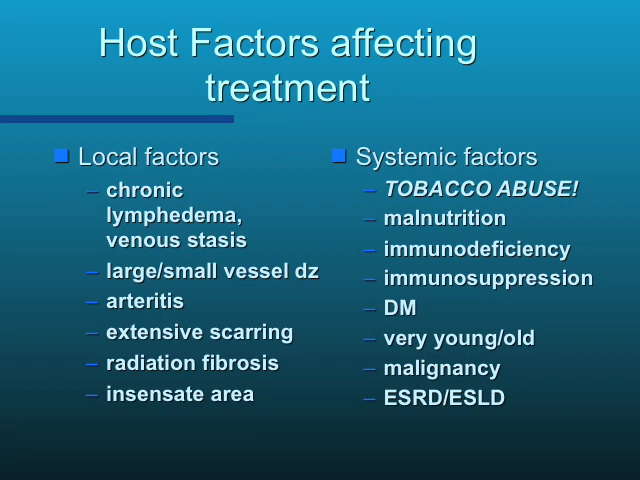 Host Factors affecting
treatment
Local factors
– chronic
lymphedema,
venous stasis
– large/small vessel dz
– arteritis
– extensive scarring
– radiation fibrosis
– insensate area
Systemic factors
– TOBACCO ABUSE!
– malnutrition
– immunodeficiency
– immunosuppression
– DM
– very young/old
– malignancy
– ESRD/ESLD